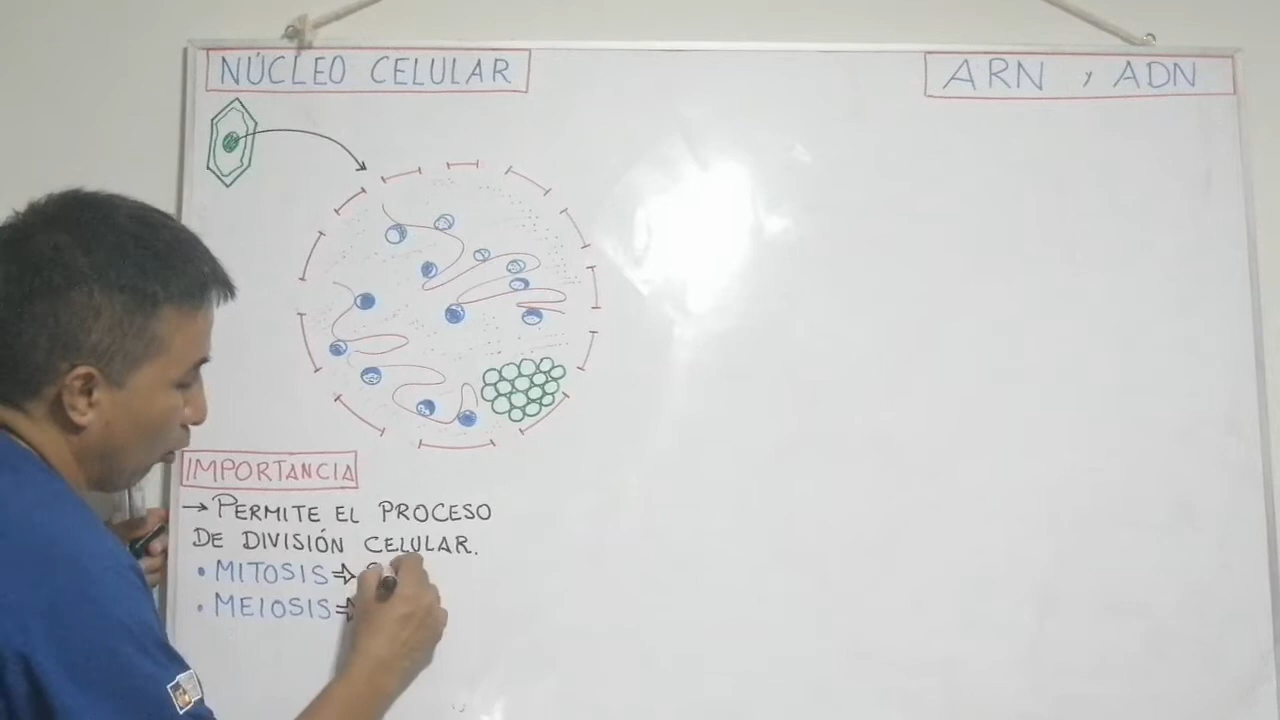 NÚCLEO CELULAR
ARN y ADN
IMPORTANCIA
→ PERMITE EL PROCESO
DE DIVISIÓN CELULAR.
• MITOSIS ⇒
• MEIOSIS ⇒